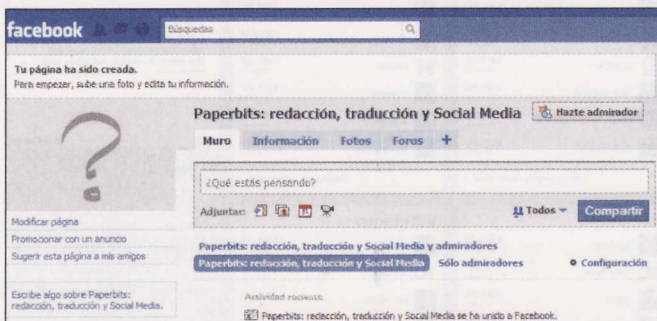 facebook
Búsquedas
Tu página ha sido creada.
Para empezar, sube una foto y edita tu información.
Paperbits: redacción, traducción y Social Media
Hazte admirador
Muro Información Fotos Foros +
¿Qué estás pensando?
Adjuntar:
Todos
Compartir
Modificar página
Promocionar con un anuncio
Sugerir esta página a mis amigos
Paperbits: redacción, traducción y Social Media y admiradores
Paperbits: redacción, traducción y Social Media
Sólo admiradores
Configuración
Escribe algo sobre Paperbits:
redacción, traducción y Social Media.
Actividad reciente
Paperbits: redacción, traducción y Social Media se ha unido a Facebook.